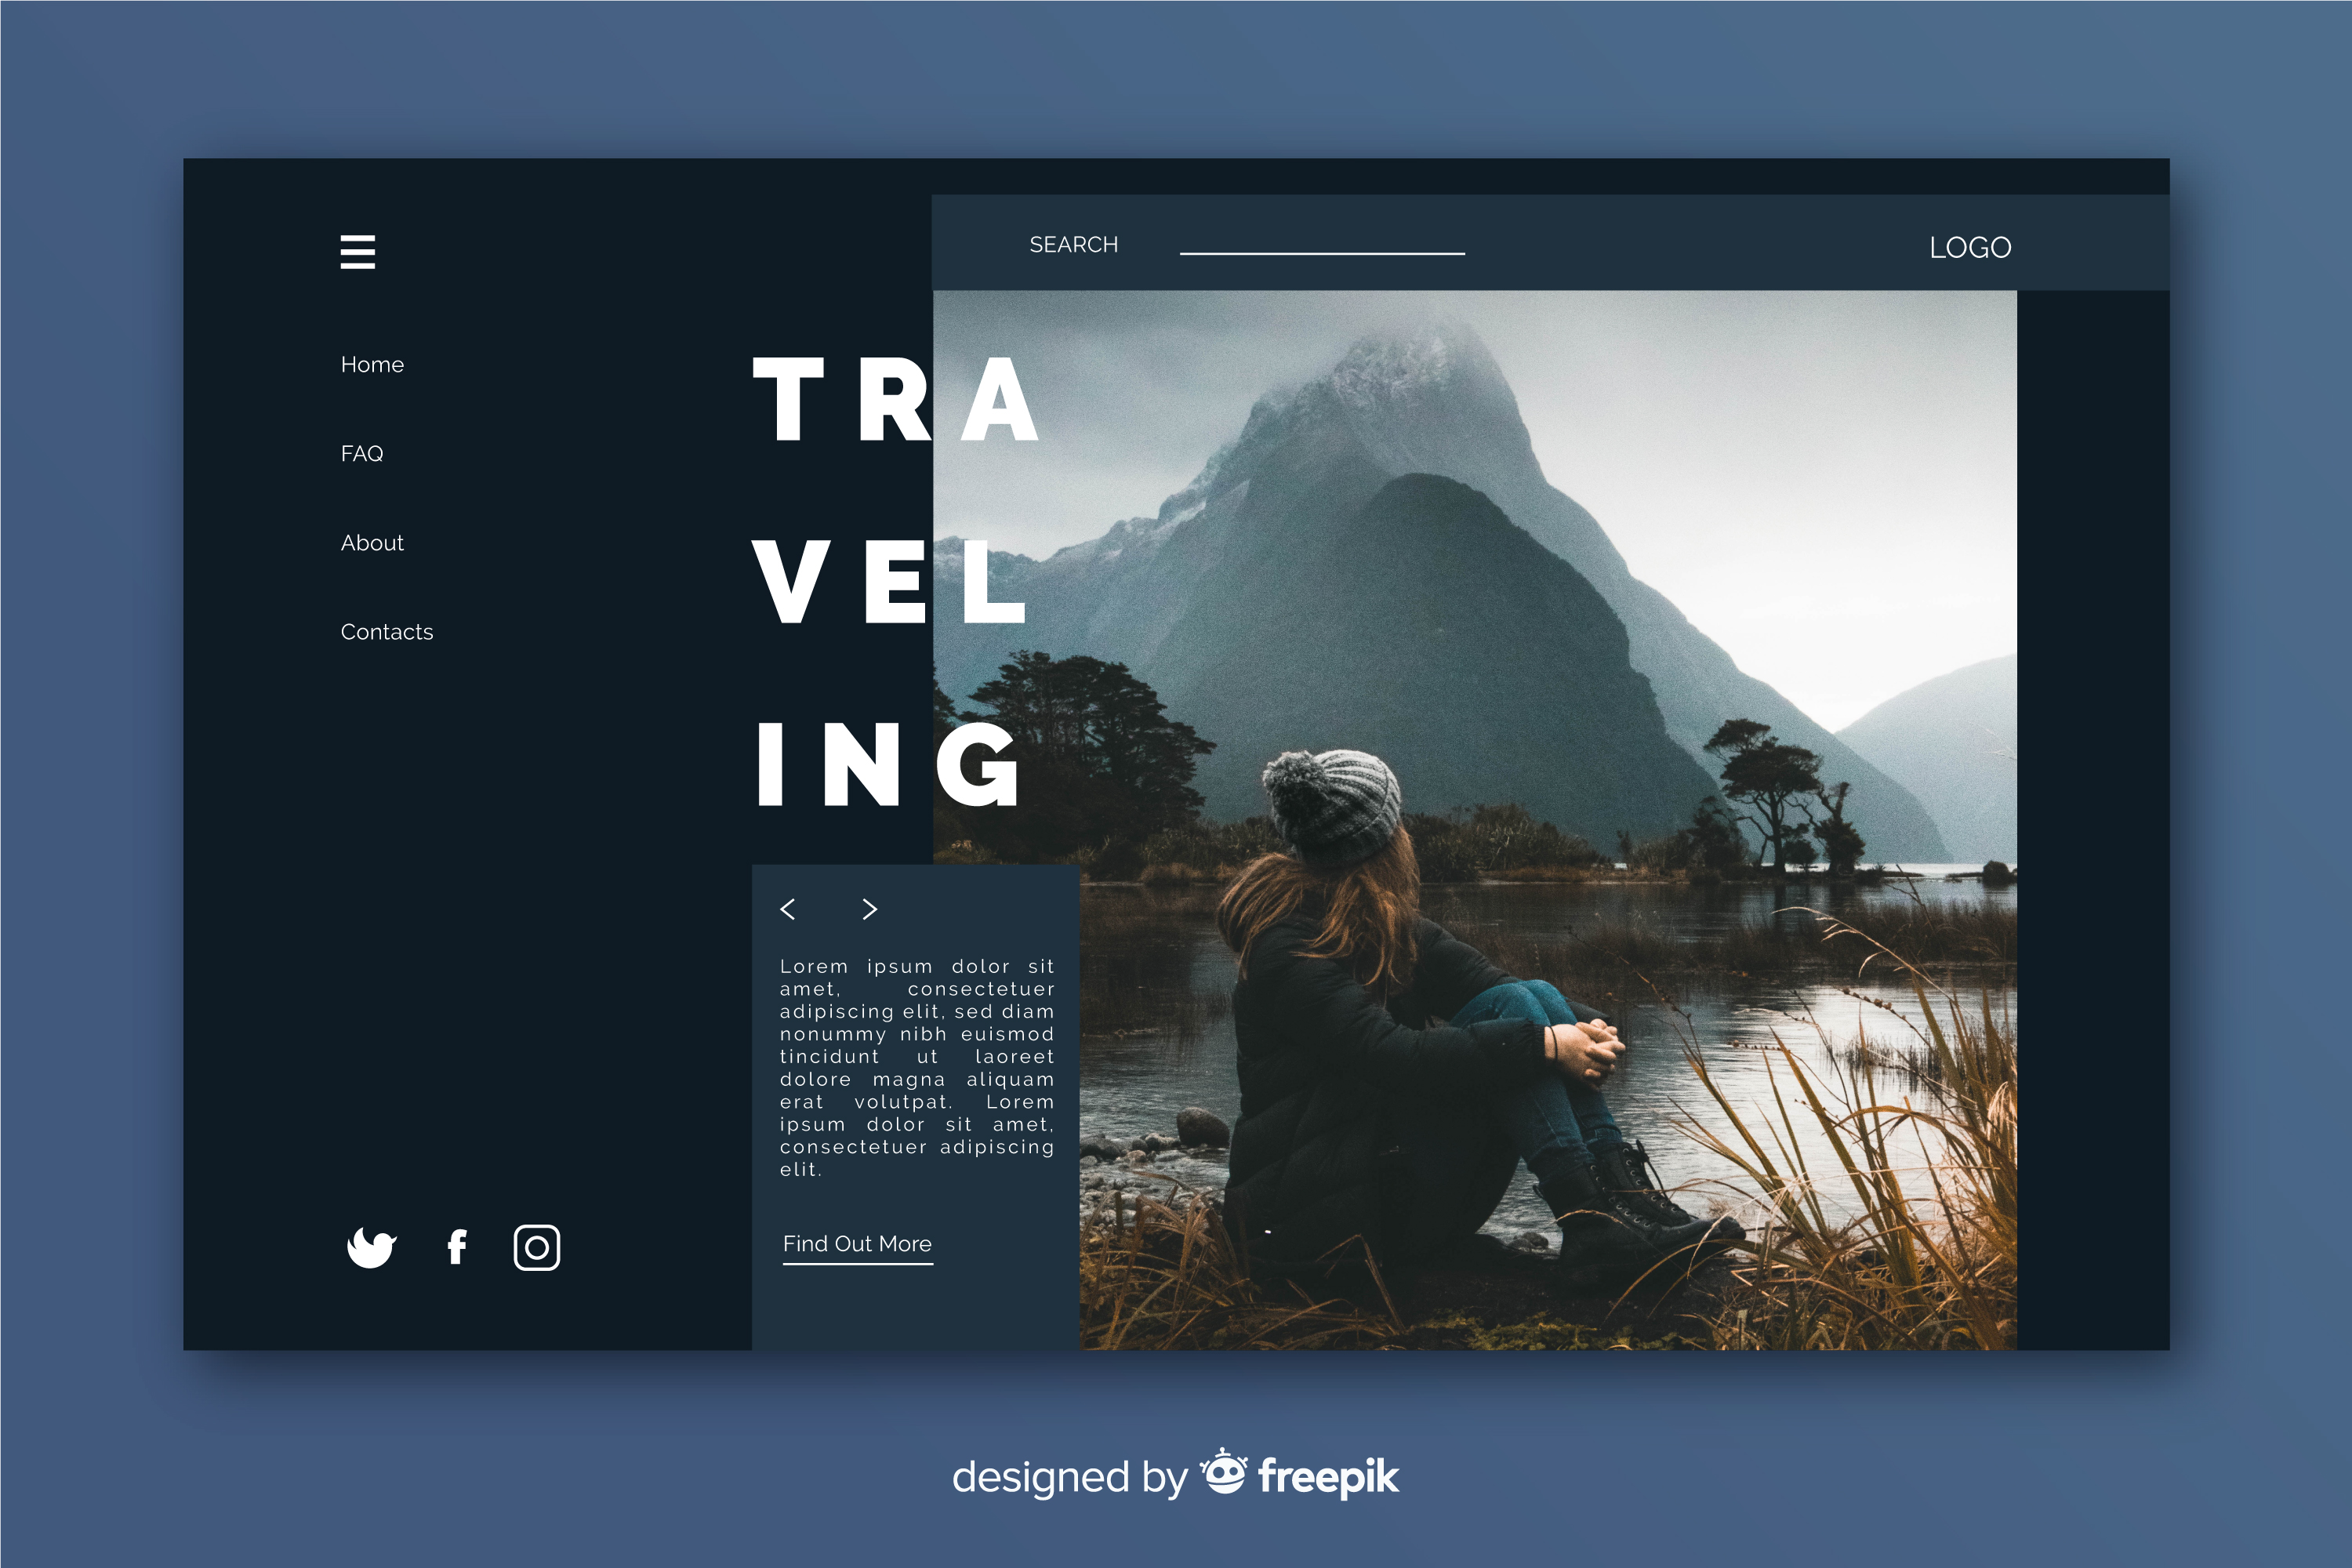 SEARCH
LOGO
Home
FAQ
About
Contacts
TRA
VEL
ING
Lorem ipsum dolor sit
amet, consectetuer
adipiscing elit, sed diam
nonummy nibh euismod
tincidunt ut laoreet
dolore magna aliquam
erat volutpat. Lorem
ipsum dolor sit amet,
consectetuer adipiscing
elit.
Find Out More
designed by freepik